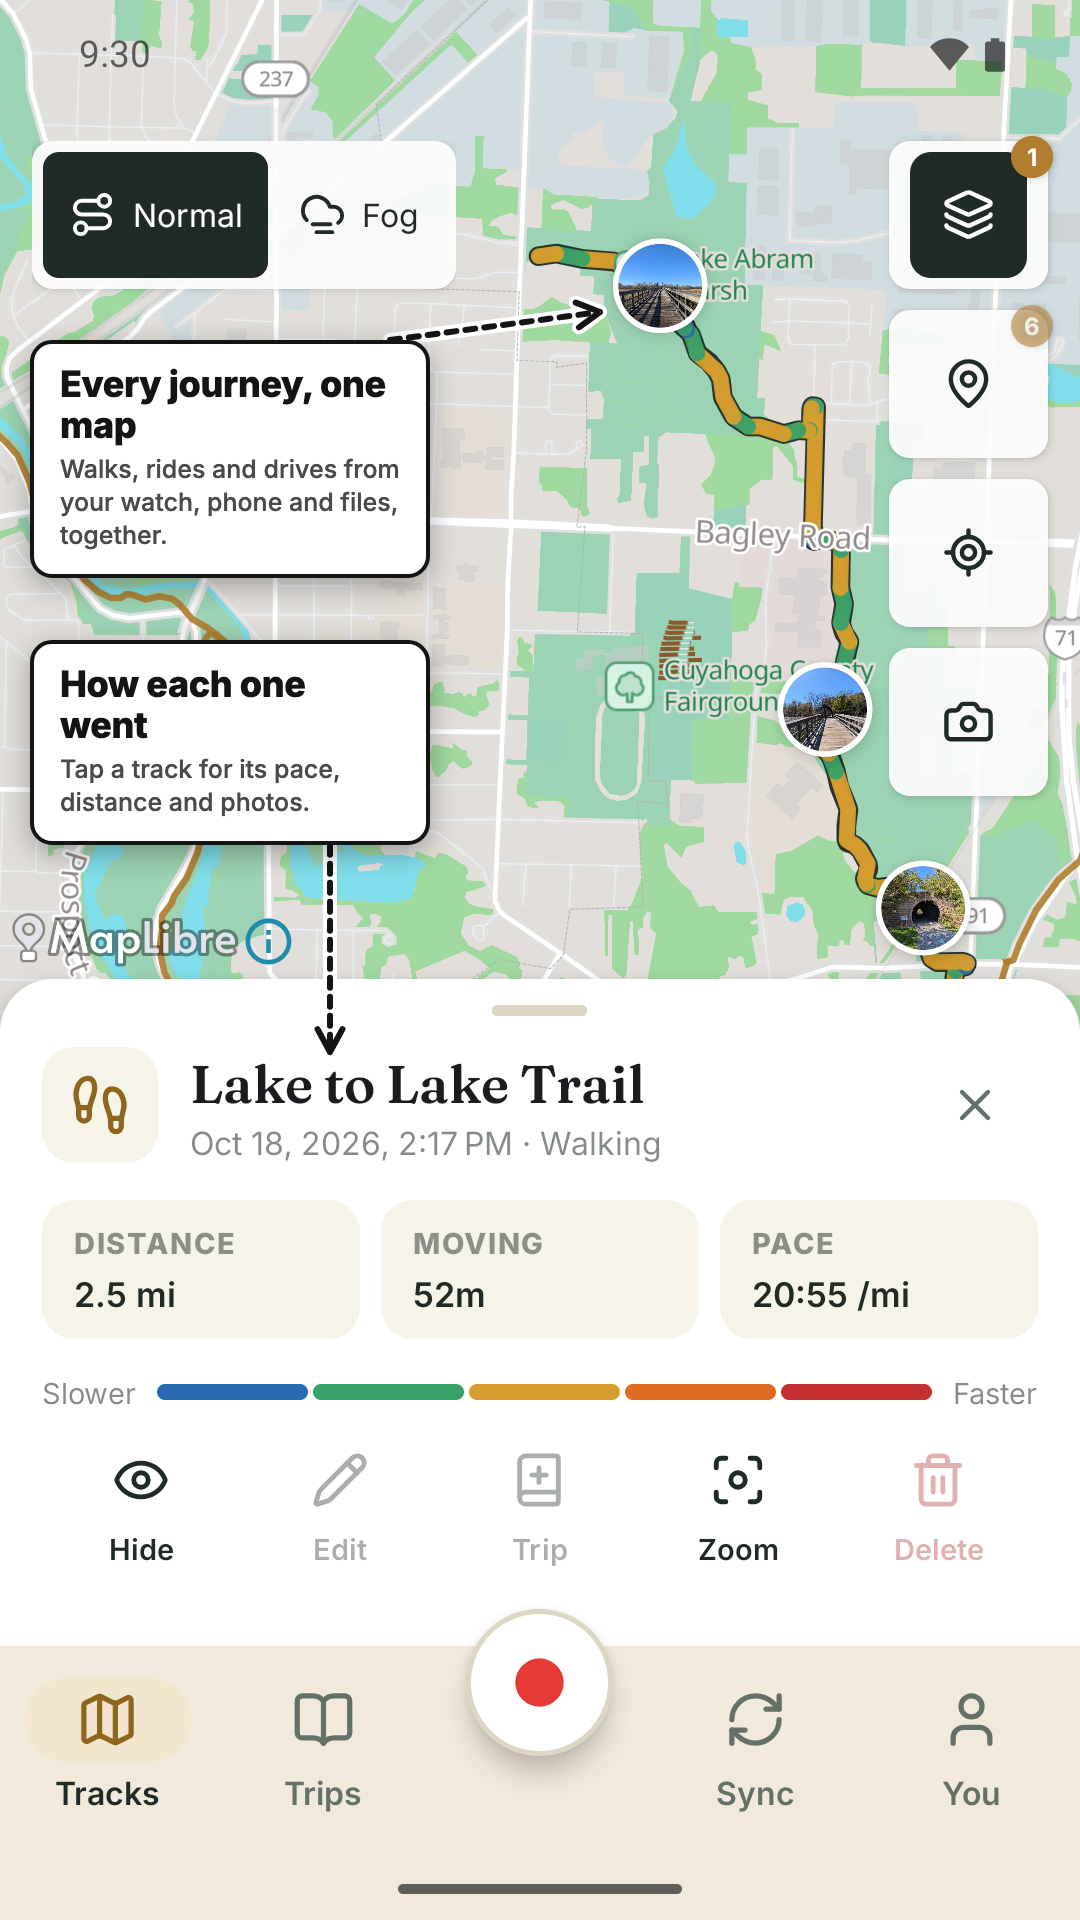 9:30
237
1
Normal
Fog
ke Abram
rsh
6
Every journey, one
map
Walks, rides and drives from
your watch, phone and files,
together.
Bagley Road
71
How each one
went
Tap a track for its pace,
distance and photos.
Cuyahoga C ty
Fairgroun
Prospect
91
MapLibre
Lake to Lake Trail
Oct 18, 2026, 2:17 PM · Walking
DISTANCE
2.5 mi
MOVING
52m
PACE
20:55 /mi
Slower
Faster
Hide
Edit
Trip
Zoom
Delete
Tracks
Trips
Sync
You